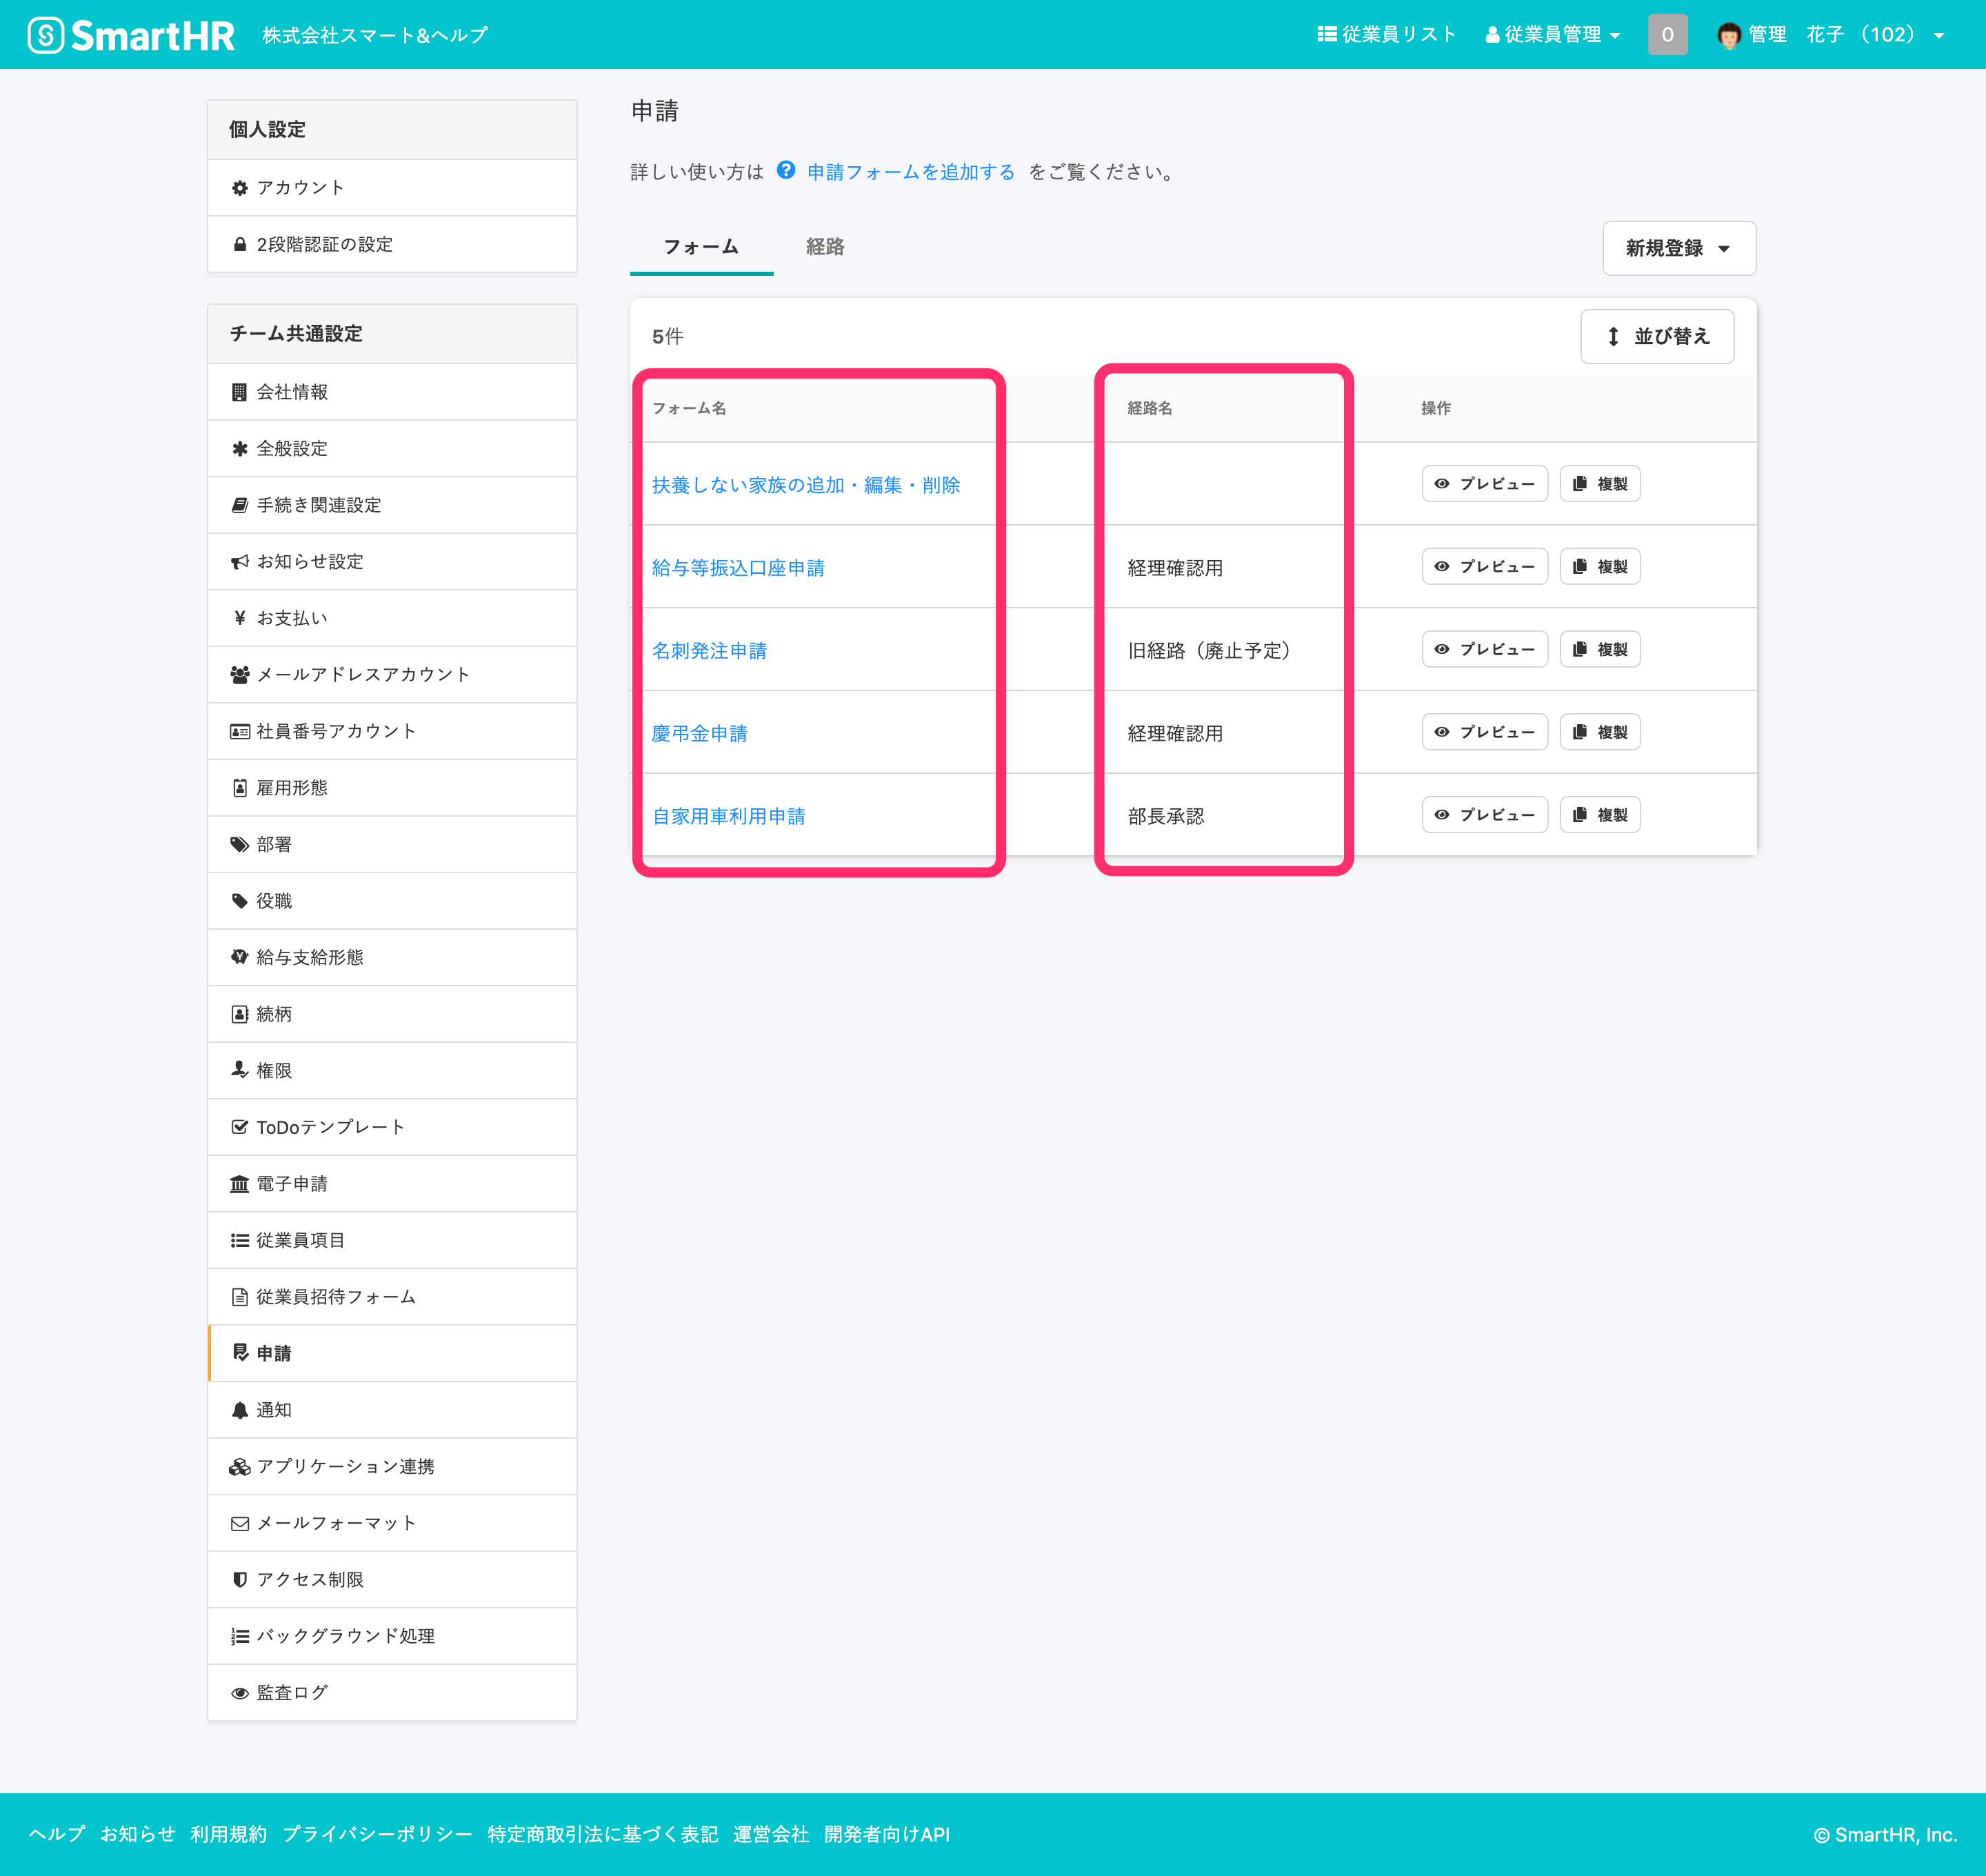 SmartHR 株式会社スマート&ヘルプ 従業員リスト 従業員管理 0 管理 花子 (102)
個人設定
アカウント
2段階認証の設定
チーム共通設定
会社情報
全般設定
手続き関連設定
お知らせ設定
お支払い
メールアドレスアカウント
社員番号アカウント
雇用形態
部署
役職
給与支給形態
続柄
権限
ToDoテンプレート
電子申請
従業員項目
従業員招待フォーム
申請
通知
アプリケーション連携
メールフォーマット
アクセス制限
バックグラウンド処理
監査ログ
申請
詳しい使い方は 申請フォームを追加する をご覧ください。
フォーム 経路 新規登録
5件 並び替え
フォーム名 経路名 操作
扶養しない家族の追加・編集・削除 プレビュー 複製
給与等振込口座申請 経理確認用 プレビュー 複製
名刺発注申請 旧経路（廃止予定） プレビュー 複製
慶弔金申請 経理確認用 プレビュー 複製
自家用車利用申請 部長承認 プレビュー 複製
ヘルプ お知らせ 利用規約 プライバシーポリシー 特定商取引法に基づく表記 運営会社 開発者向けAPI © SmartHR, Inc.